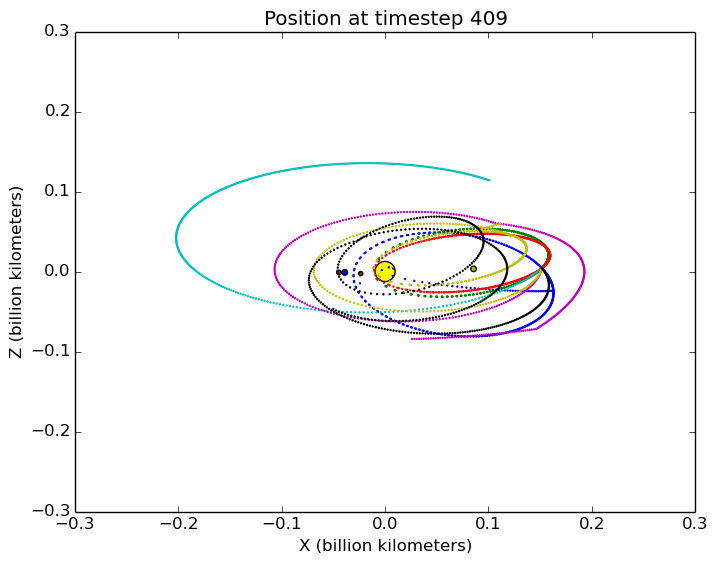 Position at timestep 409
0.3
0.2
0.1
0.0
−0.1
−0.2
−0.3
Z (billion kilometers)
−0.3 −0.2 −0.1 0.0 0.1 0.2 0.3
X (billion kilometers)